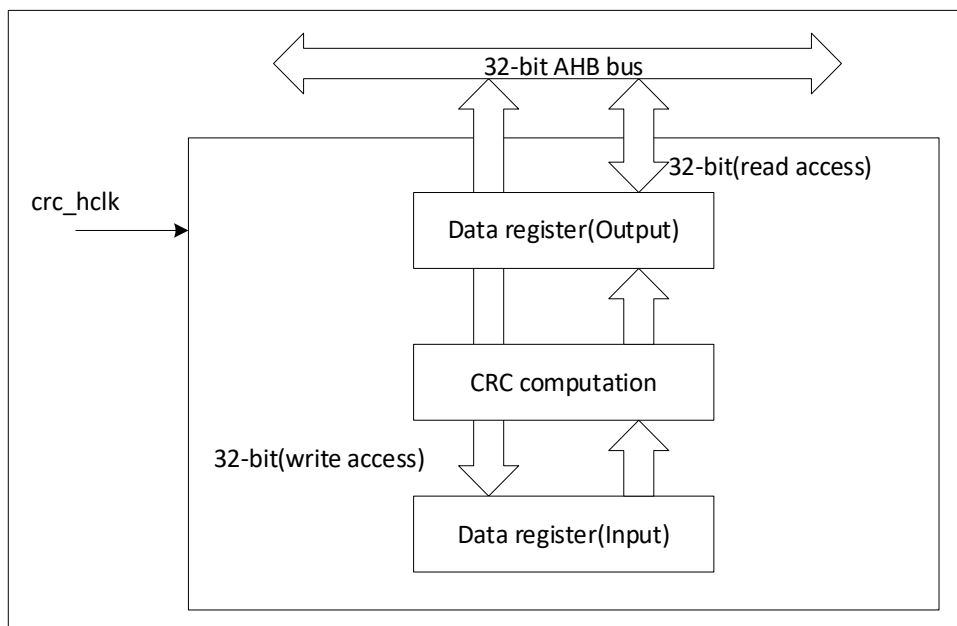 32-bit AHB bus
32-bit(read access)
crc_hclk
Data register(Output)
CRC computation
32-bit(write access)
Data register(Input)